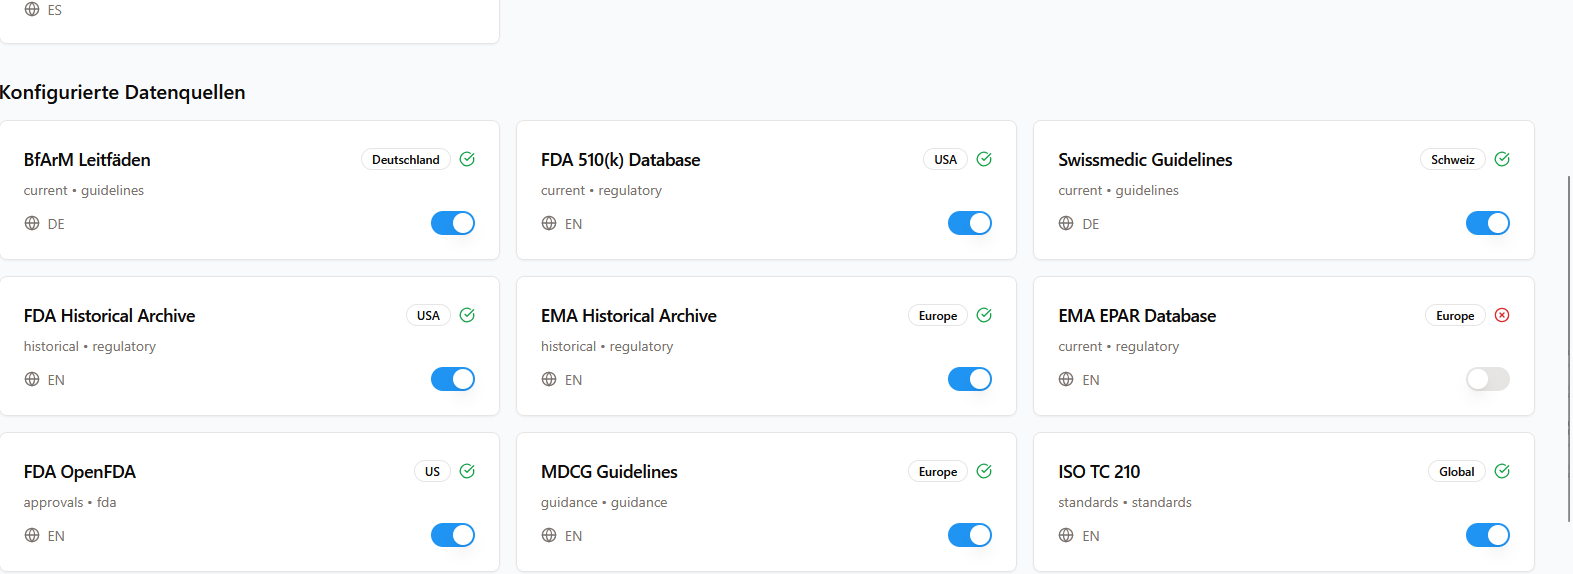 ES
Konfigurierte Datenquellen
BfArM Leitfäden
Deutschland
current • guidelines
DE
FDA 510(k) Database
USA
current • regulatory
EN
Swissmedic Guidelines
Schweiz
current • guidelines
DE
FDA Historical Archive
USA
historical • regulatory
EN
EMA Historical Archive
Europe
historical • regulatory
EN
EMA EPAR Database
Europe
current • regulatory
EN
FDA OpenFDA
US
approvals • fda
EN
MDCG Guidelines
Europe
guidance • guidance
EN
ISO TC 210
Global
standards • standards
EN